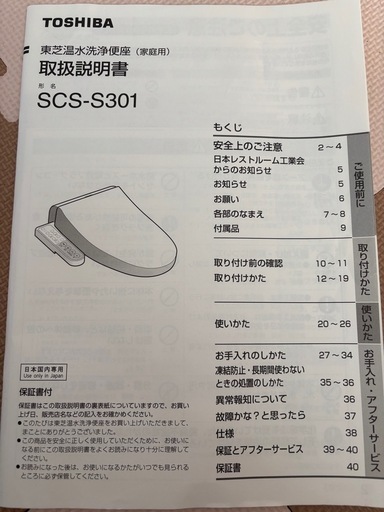 TOSHIBA
東芝温水洗浄便座（家庭用）
取扱説明書
形 名
SCS-S301
もくじ
安全上のご注意 2～4
日本レストルーム工業会
からのお知らせ 5
お知らせ 5
お願い 6
各部のなまえ 7～8
付属品 9
ご使用前に
取り付け前の確認 10～11
取り付けかた 12～19
取り付けかた
使いかた 20～26
使いかた
お手入れのしかた 27～34
凍結防止・長期間使わない
ときの処置のしかた 35～36
異常報知について 36
故障かな？と思ったら 37
仕様 38
保証とアフターサービス 39～40
保証書 40
お手入れ・アフターサービス
日本国内専用
Use only in Japan
保証書付
保証書はこの取扱説明書の裏表紙についていますので、お買い
上げ日、販売店名などの記入をお確かめください。
●このたびは東芝温水洗浄便座をお買い上げいただきまして、
まことにありがとうございました。
●この商品を安全に正しく使用していただくために、お使いに
なる前にこの取扱説明書をよくお読みになり十分に理解して
ください。
●お読みになった後は、お使いになるかたがいつでも見られる
ところに必ず保管してください。